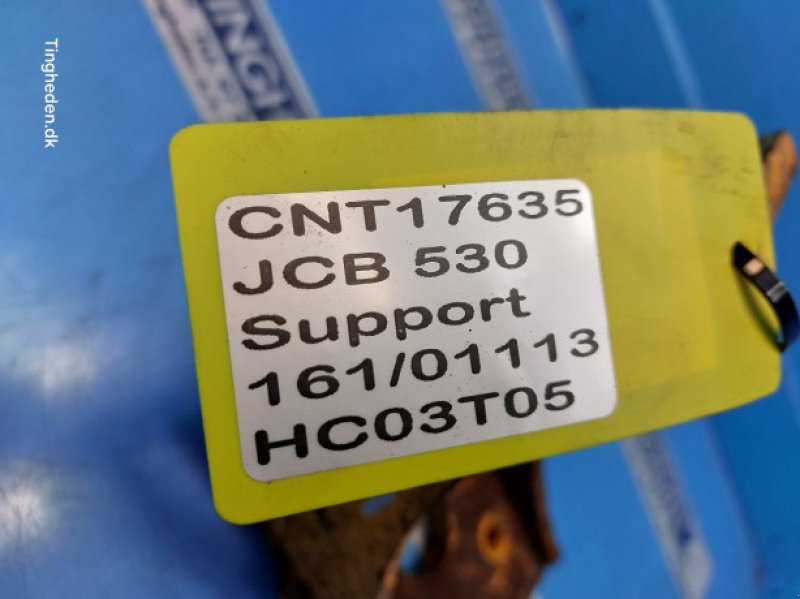 Tingheden.dk
CNT17635
JCB 530
Support
161/01113
HC03T05